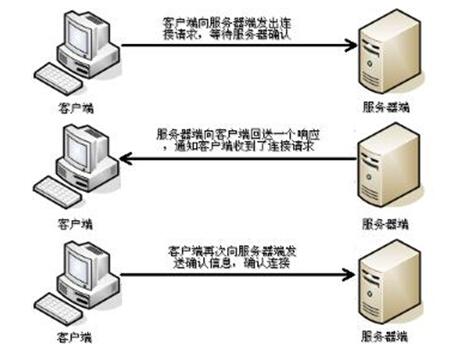 客户端向服务器端发出连
接请求，等待服务器确认
客户端
服务器端
服务器端向客户端回送一个响应
，通知客户端收到了连接请求
客户端
服务器端
客户端再次向服务器端发
送确认信息，确认连接
客户端
服务器端